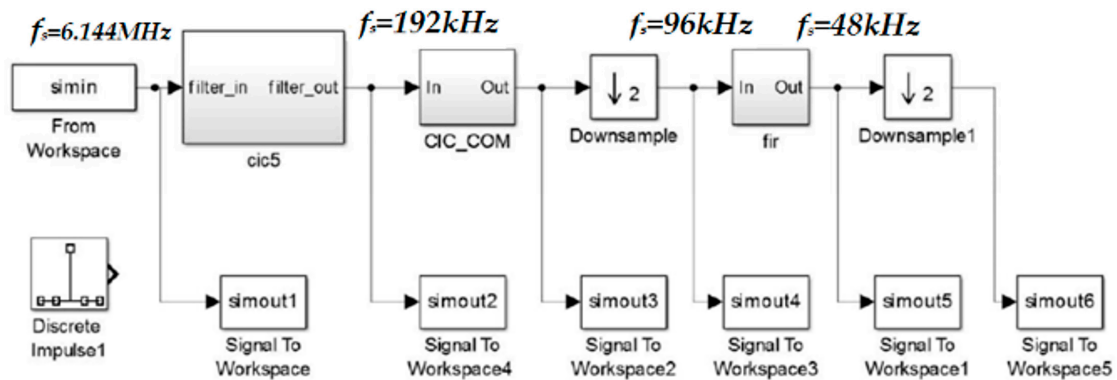 fs=6.144MHz
fs=192kHz
fs=96kHz
fs=48kHz
simin
From
Workspace
filter_in
filter_out
cic5
In
Out
CIC_COM
2
Downsample
In
Out
fir
2
Downsample1
Discrete
Impulse1
simout1
Signal To
Workspace
simout2
Signal To
Workspace4
simout3
Signal To
Workspace2
simout4
Signal To
Workspace3
simout5
Signal To
Workspace1
simout6
Signal To
Workspace5